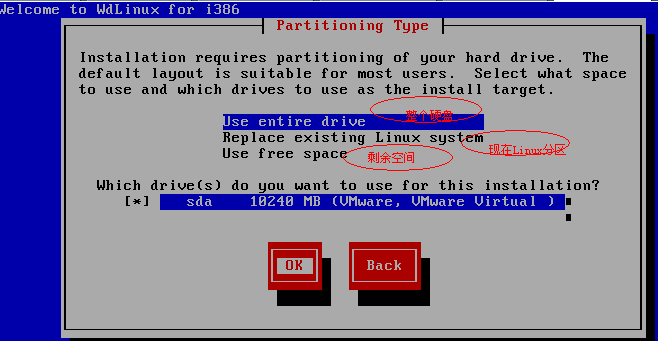 Welcome to WdLinux for i386
Partitioning Type
Installation requires partitioning of your hard drive. The
default layout is suitable for most users. Select what space
to use and which drives to use as the install target.
Use entire drive 整个硬盘
Replace existing Linux system 现在Linux分区
Use free space 剩余空间
Which drive(s) do you want to use for this installation?
[*] sda 10240 MB (VMware, VMware Virtual )
OK Back